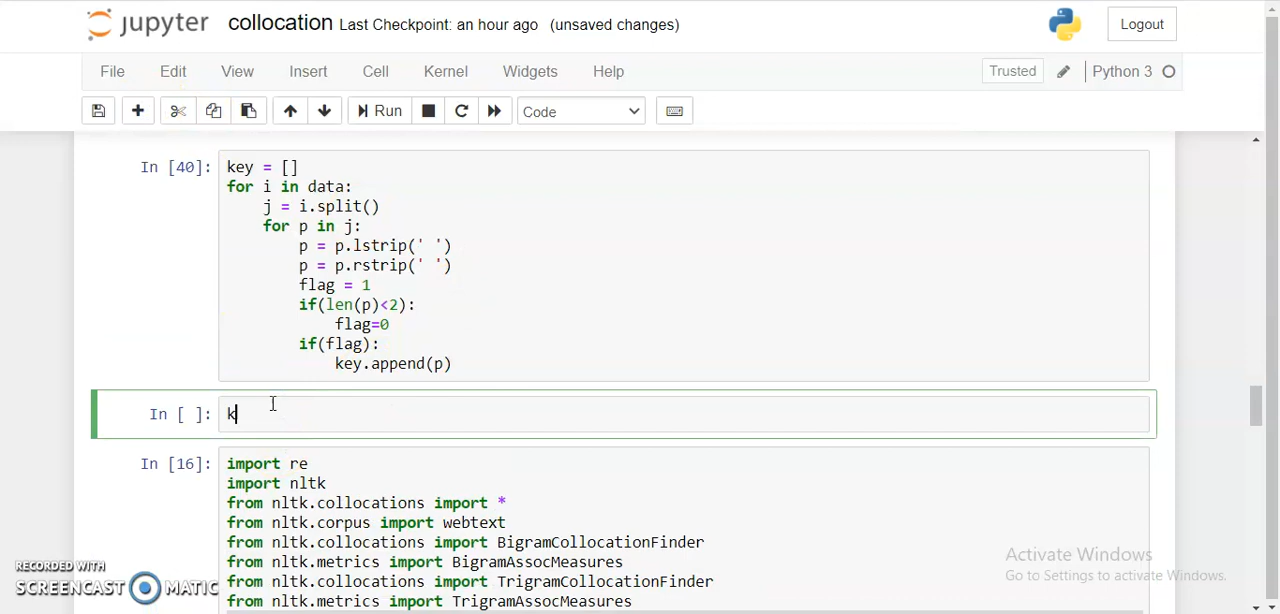 jupyter collocation Last Checkpoint: an hour ago (unsaved changes) Logout
File Edit View Insert Cell Kernel Widgets Help Trusted Python 3
Run Code
In [40]: key = []
for i in data:
    j = i.split()
    for p in j:
        p = p.lstrip(' ')
        p = p.rstrip(' ')
        flag = 1
        if(len(p)<2):
            flag=0
        if(flag):
            key.append(p)
In [ ]: k
In [16]: import re
import nltk
from nltk.collocations import *
from nltk.corpus import webtext
from nltk.collocations import BigramCollocationFinder
from nltk.metrics import BigramAssocMeasures
from nltk.collocations import TrigramCollocationFinder
from nltk.metrics import TrigramAssocMeasures
Activate Windows
Go to Settings to activate Windows.
RECORDED WITH
SCREENCAST MATIC